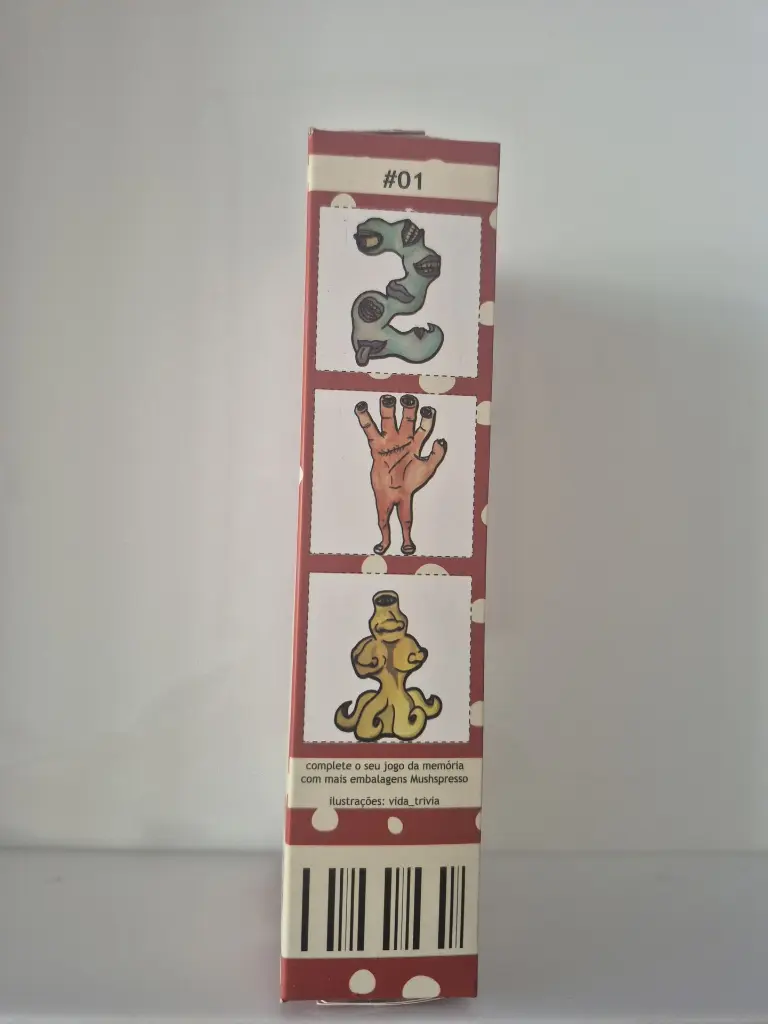 #01
complete o seu jogo da memória
com mais embalagens Mushspresso
ilustrações: vida_trivia